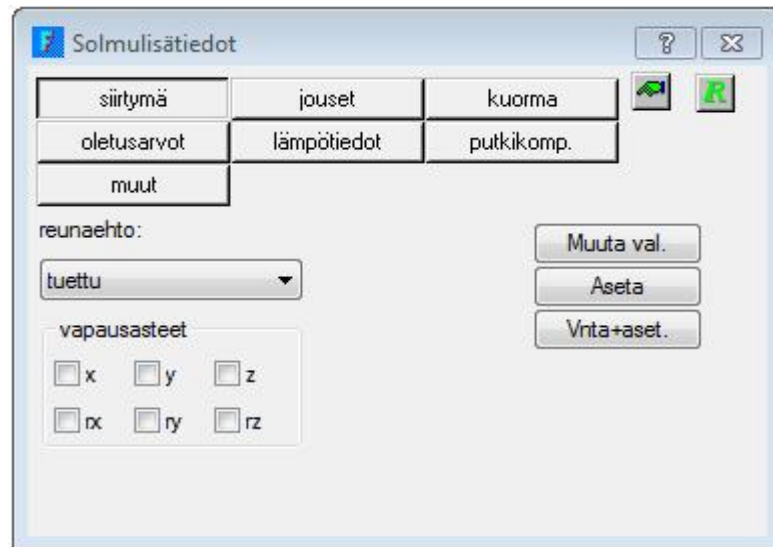 Solmulisätiedot
siirtymä jouset kuorma
oletusarvot lämpötiedot putkikomp.
muut
reunaehto:
tuettu
Muuta val.
Aseta
Vnta+aset.
vapausasteet
x y z
rx ry rz